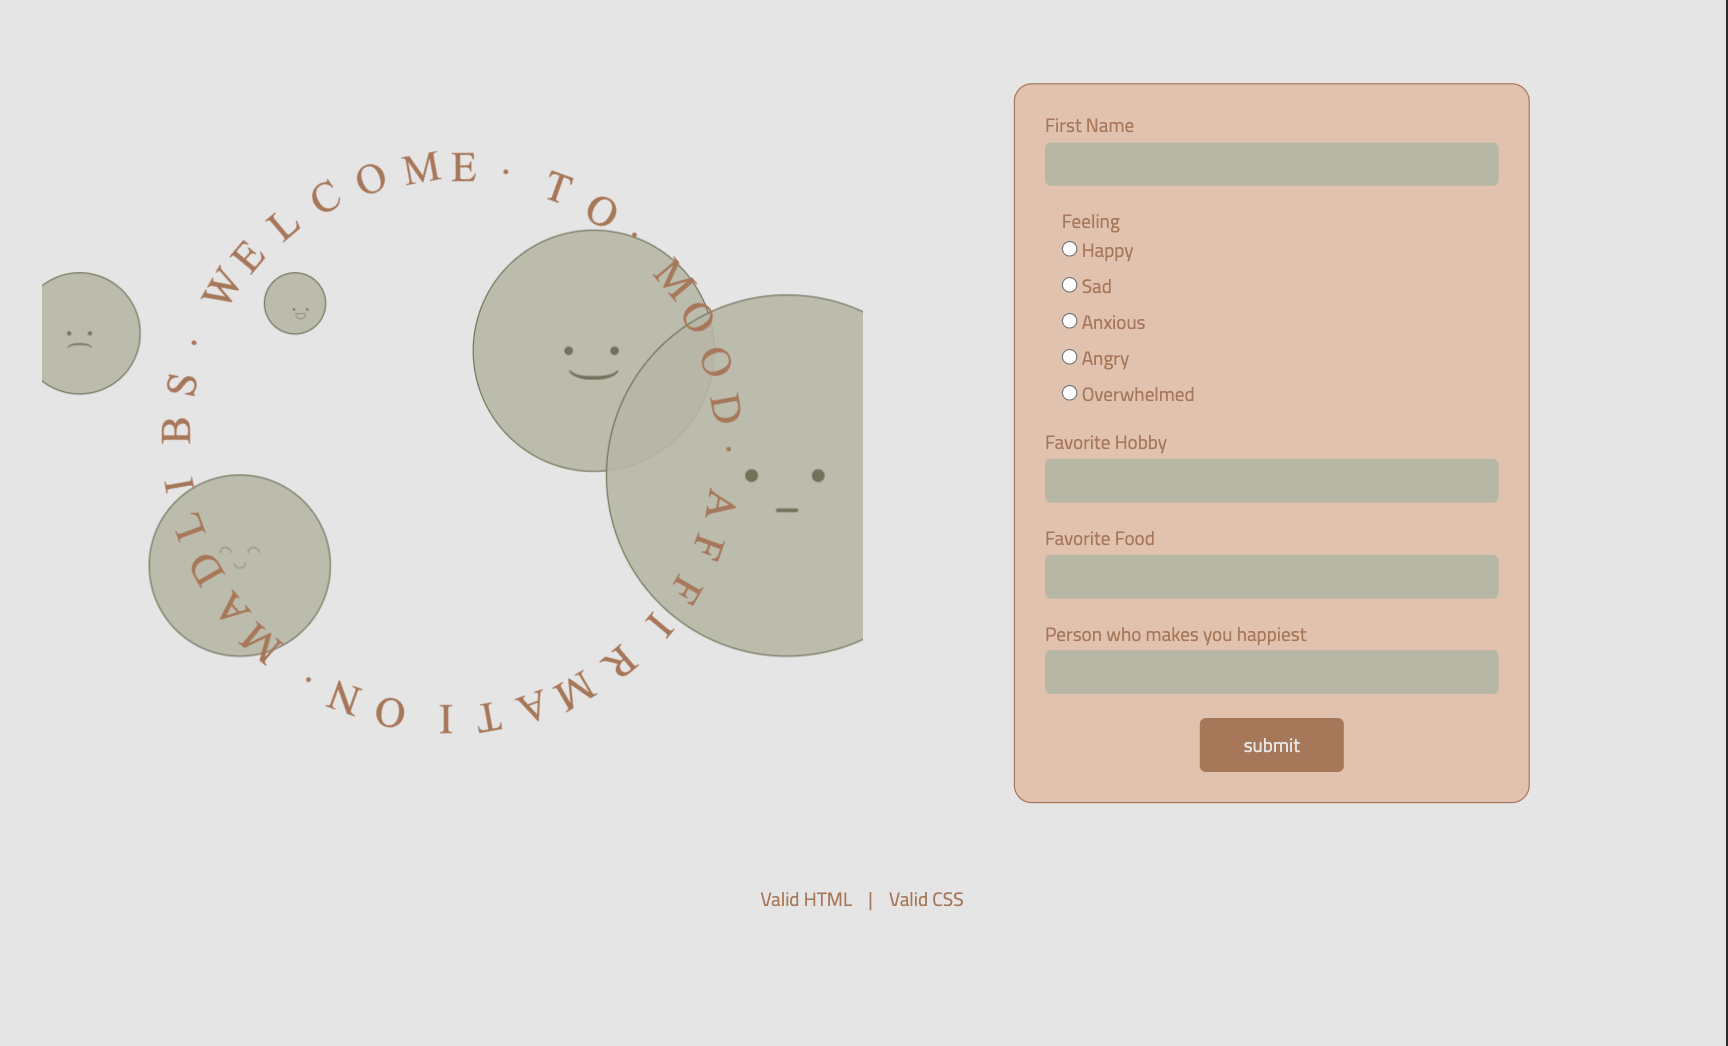 WELCOME · TO · MOOD · AFFIRMATION · MADLIBS ·
First Name
Feeling
Happy
Sad
Anxious
Angry
Overwhelmed
Favorite Hobby
Favorite Food
Person who makes you happiest
submit
Valid HTML | Valid CSS